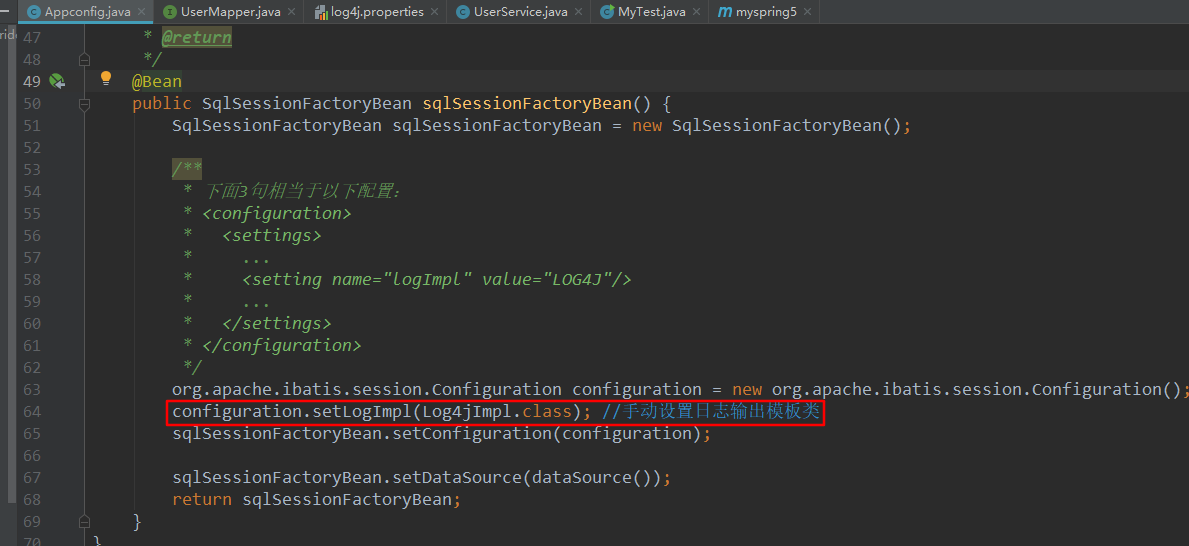 Appconfig.java × UserMapper.java × log4j.properties × UserService.java × MyTest.java × myspring5 ×
47 * @return
48 */
49 @Bean
50 public SqlSessionFactoryBean sqlSessionFactoryBean() {
51 SqlSessionFactoryBean sqlSessionFactoryBean = new SqlSessionFactoryBean();
52
53 /**
54 * 下面3句相当于以下配置:
55 * <configuration>
56 * <settings>
57 * ...
58 * <setting name="logImpl" value="LOG4J"/>
59 * ...
60 * </settings>
61 * </configuration>
62 */
63 org.apache.ibatis.session.Configuration configuration = new org.apache.ibatis.session.Configuration();
64 configuration.setLogImpl(Log4jImpl.class); //手动设置日志输出模板类
65 sqlSessionFactoryBean.setConfiguration(configuration);
66
67 sqlSessionFactoryBean.setDataSource(dataSource());
68 return sqlSessionFactoryBean;
69 }
70 }